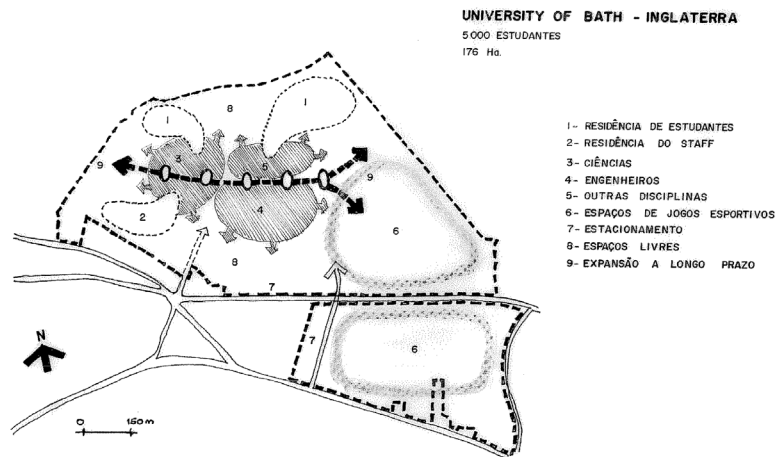 UNIVERSITY OF BATH - INGLATERRA
5000 ESTUDANTES
176 Ha.
1- RESIDÊNCIA DE ESTUDANTES
2- RESIDÊNCIA DO STAFF
3- CIÊNCIAS
4- ENGENHEIROS
5- OUTRAS DISCIPLINAS
6- ESPAÇOS DE JOGOS ESPORTIVOS
7- ESTACIONAMENTO
8- ESPAÇOS LIVRES
9- EXPANSÃO A LONGO PRAZO
8
1
1
9
3
5
9
2
4
6
8
7
7
6
N
0 150m